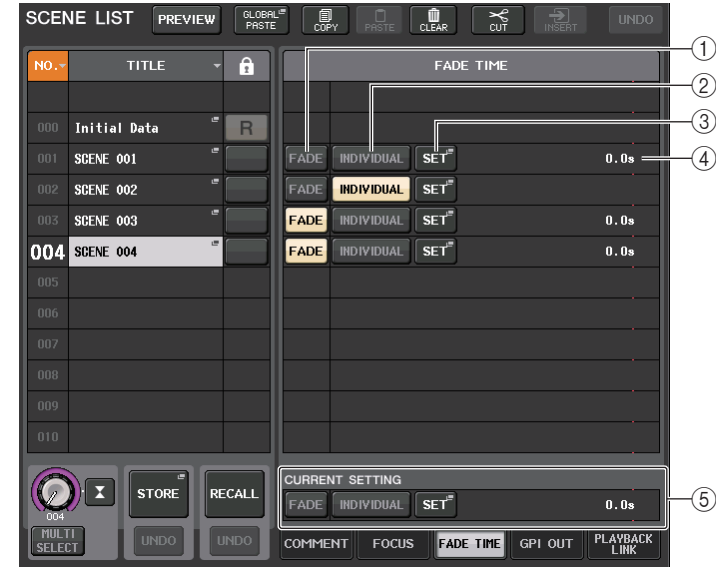 SCENE LIST PREVIEW GLOBAL PASTE COPY PASTE CLEAR CUT INSERT UNDO
NO. TITLE FADE TIME ①
②
000 Initial Data R ③
001 SCENE 001 FADE INDIVIDUAL SET 0.0s ④
002 SCENE 002 FADE INDIVIDUAL SET
003 SCENE 003 FADE INDIVIDUAL SET 0.0s
004 SCENE 004 FADE INDIVIDUAL SET 0.0s
005
006
007
008
009
010
CURRENT SETTING
004 STORE RECALL FADE INDIVIDUAL SET 0.0s ⑤
MULTI SELECT UNDO UNDO COMMENT FOCUS FADE TIME GPI OUT PLAYBACK LINK